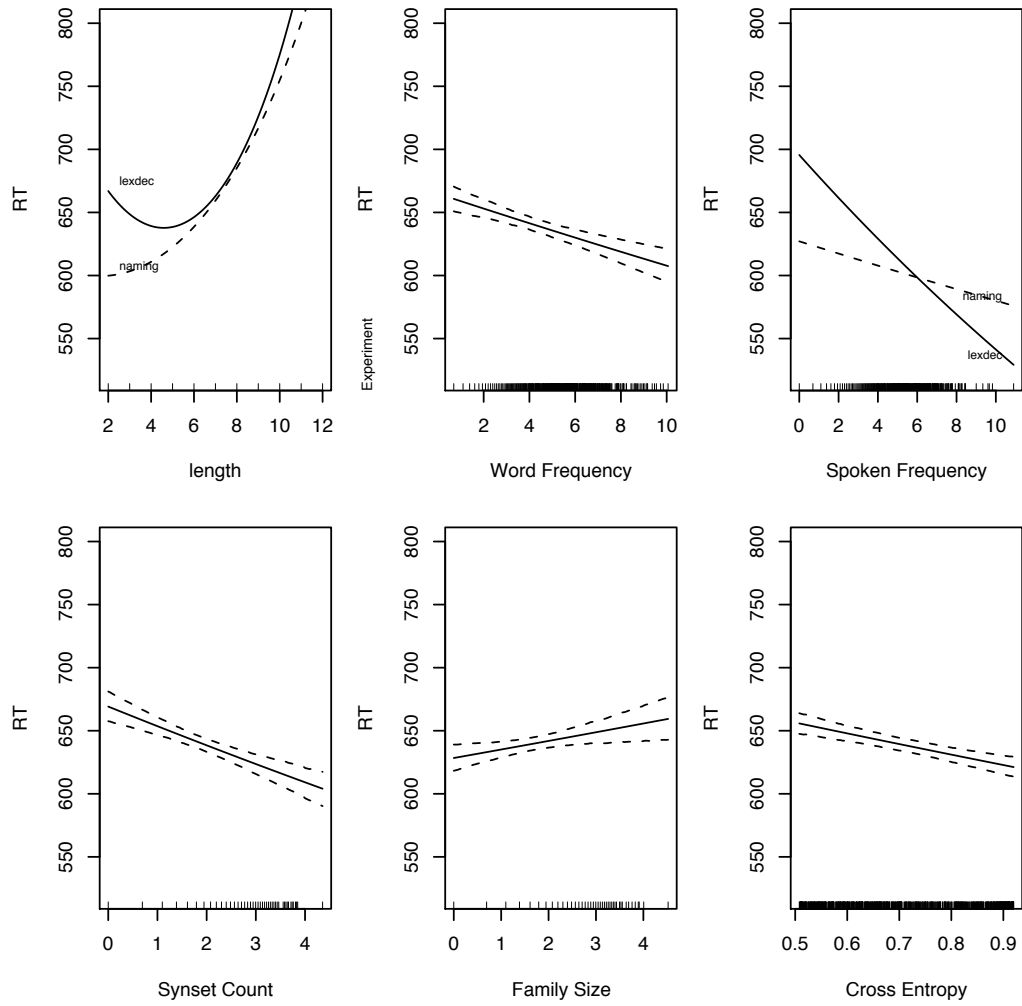 RT
550 600 650 700 750 800
lexdec
naming
2 4 6 8 10 12
length
Experiment
RT
550 600 650 700 750 800
2 4 6 8 10
Word Frequency
RT
550 600 650 700 750 800
naming
lexdec
0 2 4 6 8 10
Spoken Frequency
RT
550 600 650 700 750 800
0 1 2 3 4
Synset Count
RT
550 600 650 700 750 800
0 1 2 3 4
Family Size
RT
550 600 650 700 750 800
0.5 0.6 0.7 0.8 0.9
Cross Entropy